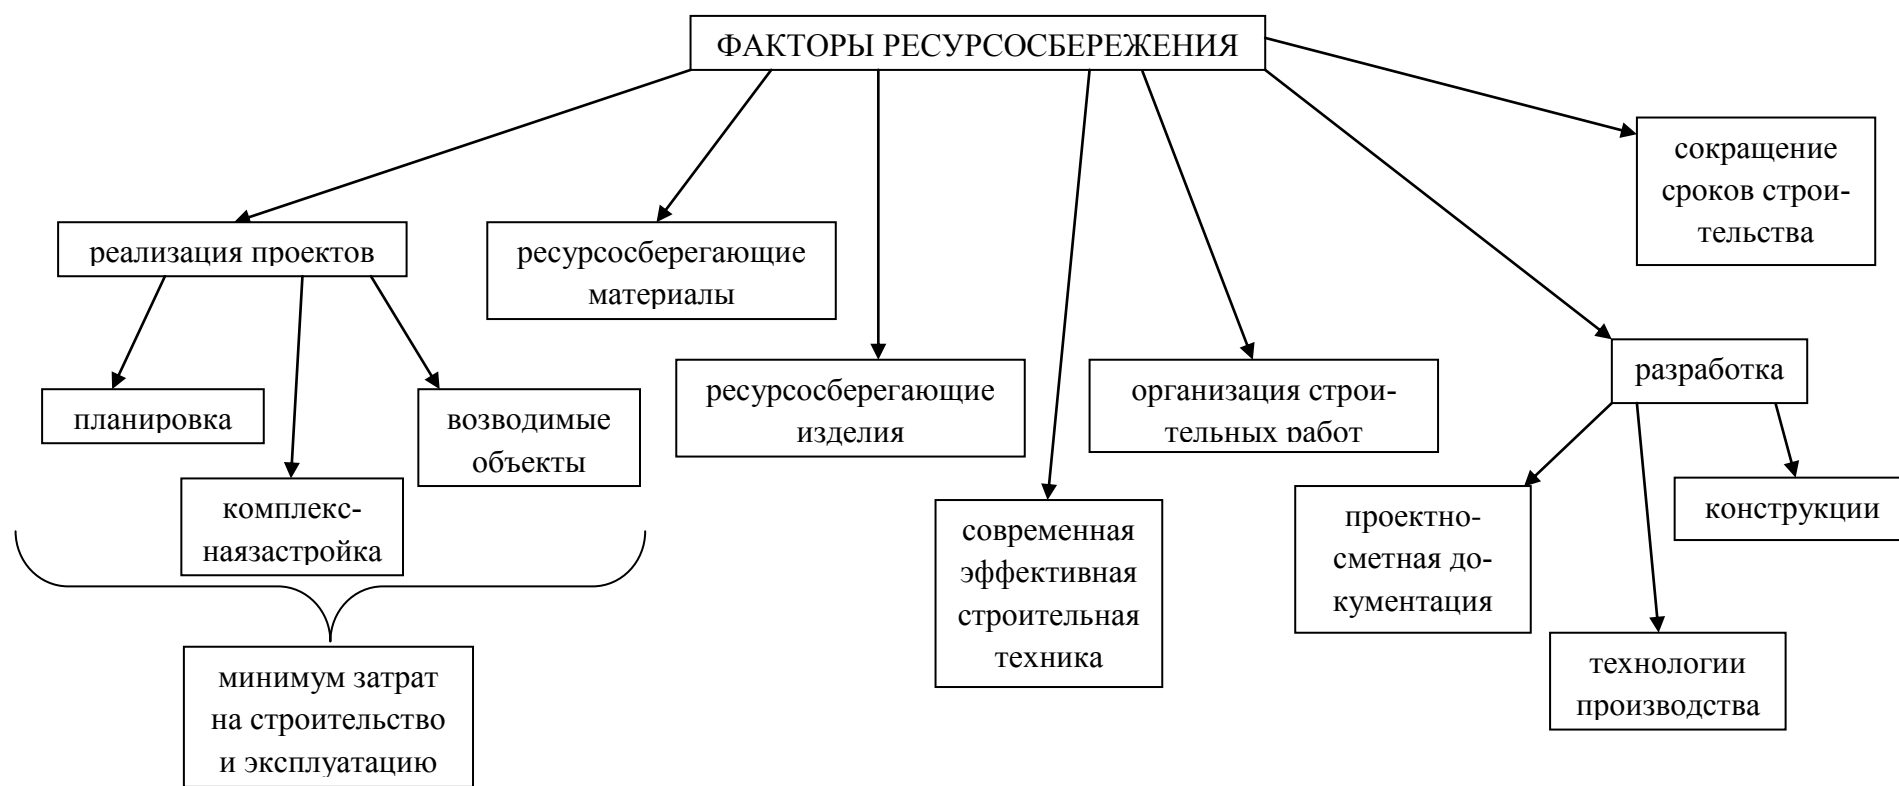 ФАКТОРЫ РЕСУРСОСБЕРЕЖЕНИЯ
сокращение
сроков строи-
тельства
реализация проектов
ресурсосберегающие
материалы
ресурсосберегающие
изделия
организация строи-
тельных работ
разработка
планировка
возводимые
объекты
комплекс-
наязастройка
современная
эффективная
строительная
техника
проектно-
сметная до-
кументация
конструкции
технологии
производства
минимум затрат
на строительство
и эксплуатацию